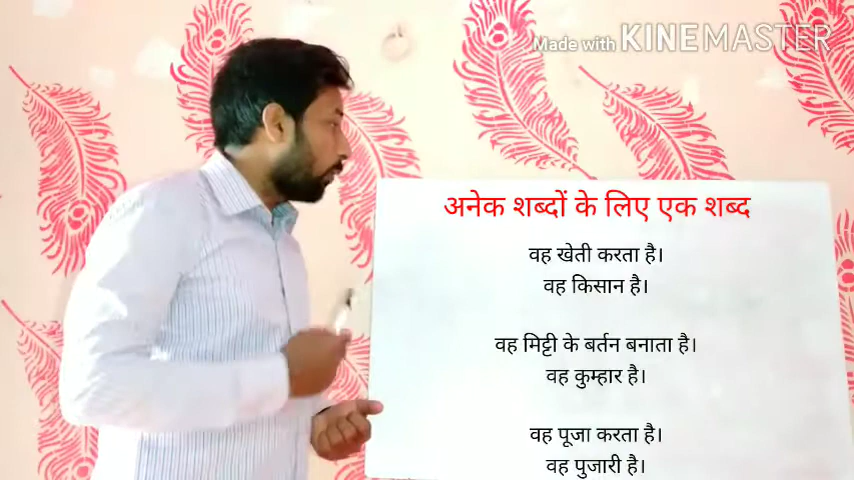 Made with KINEMASTER
अनेक शब्दों के लिए एक शब्द
वह खेती करता है।
वह किसान है।
वह मिट्टी के बर्तन बनाता है।
वह कुम्हार है।
वह पूजा करता है।
वह पुजारी है।